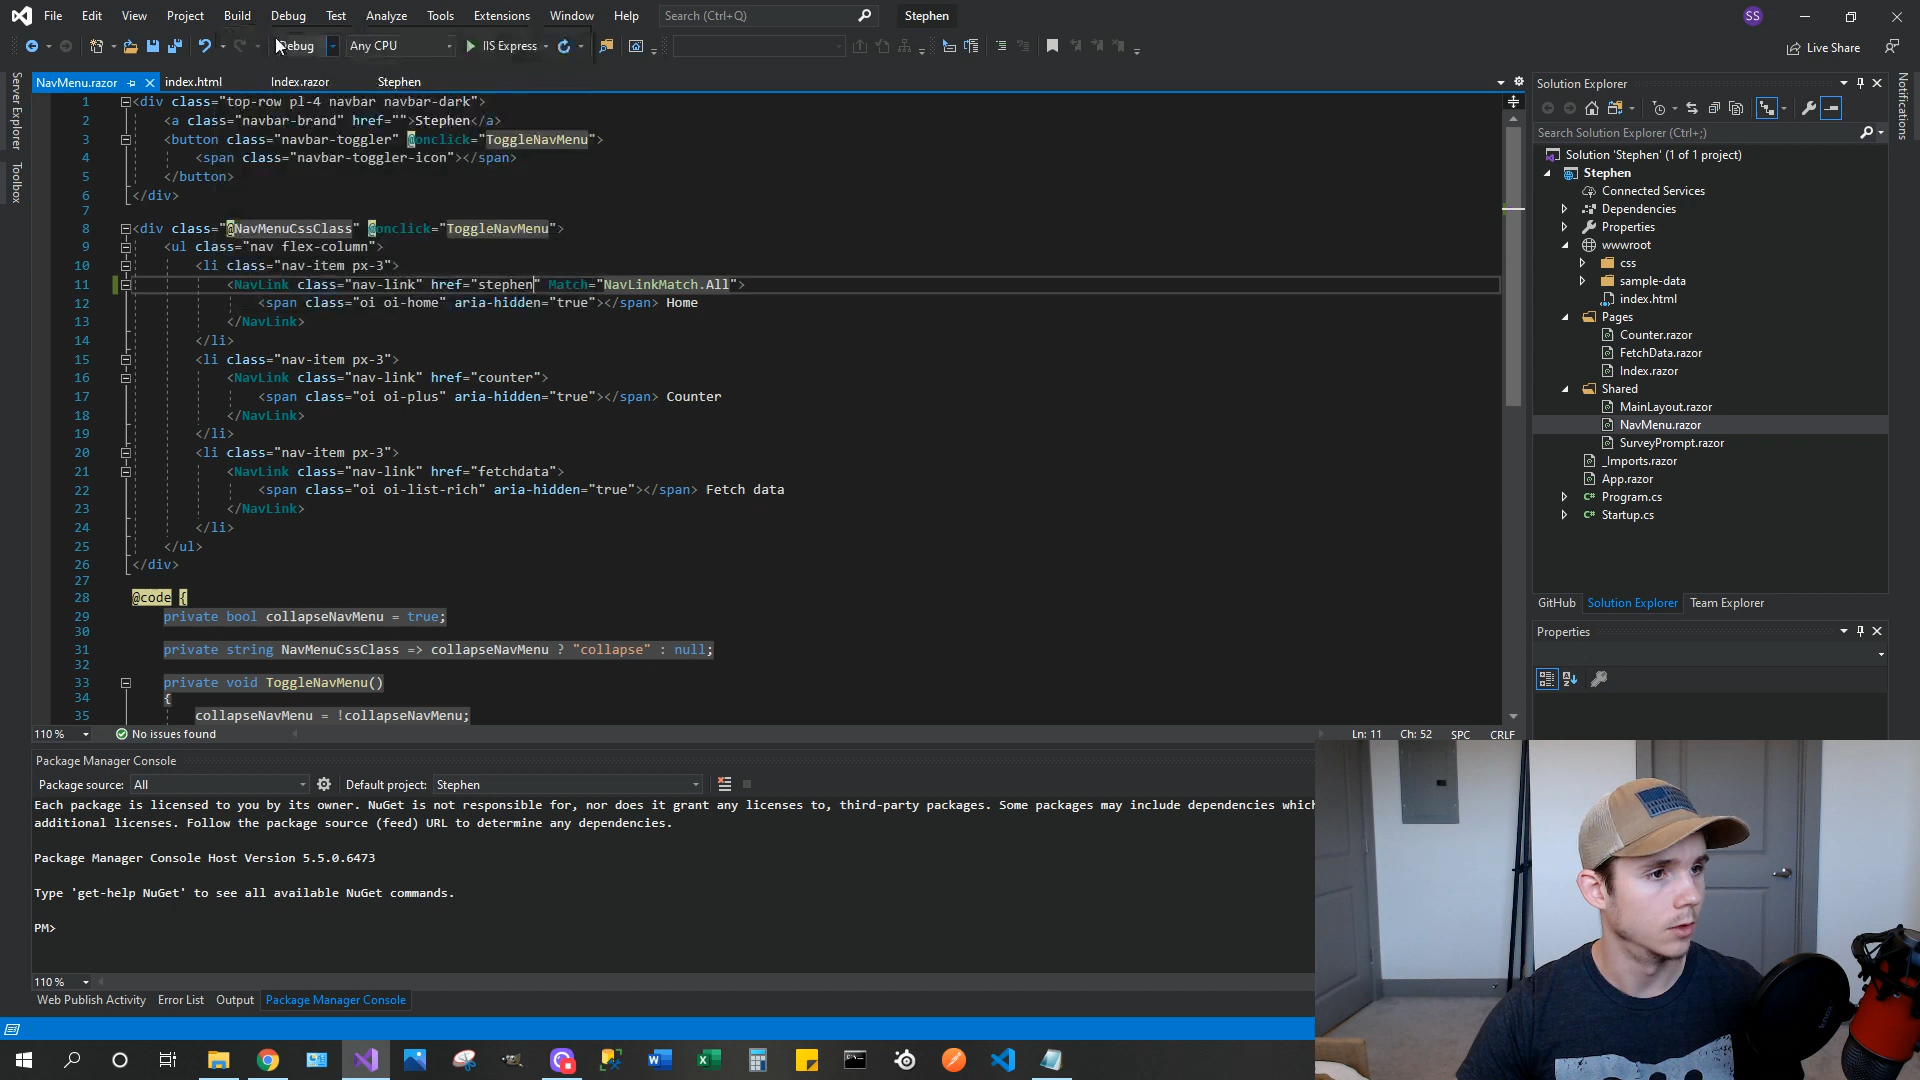 File Edit View Project Build Debug Test Analyze Tools Extensions Window Help Search (Ctrl+Q) Stephen SS
Debug Any CPU IIS Express Live Share
NavMenu.razor index.html Index.razor Stephen
Server Explorer
Toolbox
Notifications
1 <div class="top-row pl-4 navbar navbar-dark">
2 <a class="navbar-brand" href="">Stephen</a>
3 <button class="navbar-toggler" @onclick="ToggleNavMenu">
4 <span class="navbar-toggler-icon"></span>
5 </button>
6 </div>
7
8 <div class="@NavMenuCssClass" @onclick="ToggleNavMenu">
9 <ul class="nav flex-column">
10 <li class="nav-item px-3">
11 <NavLink class="nav-link" href="stephen" Match="NavLinkMatch.All">
12 <span class="oi oi-home" aria-hidden="true"></span> Home
13 </NavLink>
14 </li>
15 <li class="nav-item px-3">
16 <NavLink class="nav-link" href="counter">
17 <span class="oi oi-plus" aria-hidden="true"></span> Counter
18 </NavLink>
19 </li>
20 <li class="nav-item px-3">
21 <NavLink class="nav-link" href="fetchdata">
22 <span class="oi oi-list-rich" aria-hidden="true"></span> Fetch data
23 </NavLink>
24 </li>
25 </ul>
26 </div>
27
28 @code {
29 private bool collapseNavMenu = true;
30
31 private string NavMenuCssClass => collapseNavMenu ? "collapse" : null;
32
33 private void ToggleNavMenu()
34 {
35 collapseNavMenu = !collapseNavMenu;
110 % No issues found Ln: 11 Ch: 52 SPC CRLF
Package Manager Console
Package source: All Default project: Stephen
Each package is licensed to you by its owner. NuGet is not responsible for, nor does it grant any licenses to, third-party packages. Some packages may include dependencies which
additional licenses. Follow the package source (feed) URL to determine any dependencies.
Package Manager Console Host Version 5.5.0.6473
Type 'get-help NuGet' to see all available NuGet commands.
PM>
110 %
Web Publish Activity Error List Output Package Manager Console
Solution Explorer
Search Solution Explorer (Ctrl+;)
Solution 'Stephen' (1 of 1 project)
Stephen
Connected Services
Dependencies
Properties
wwwroot
css
sample-data
index.html
Pages
Counter.razor
FetchData.razor
Index.razor
Shared
MainLayout.razor
NavMenu.razor
SurveyPrompt.razor
_Imports.razor
App.razor
C# Program.cs
C# Startup.cs
GitHub Solution Explorer Team Explorer
Properties